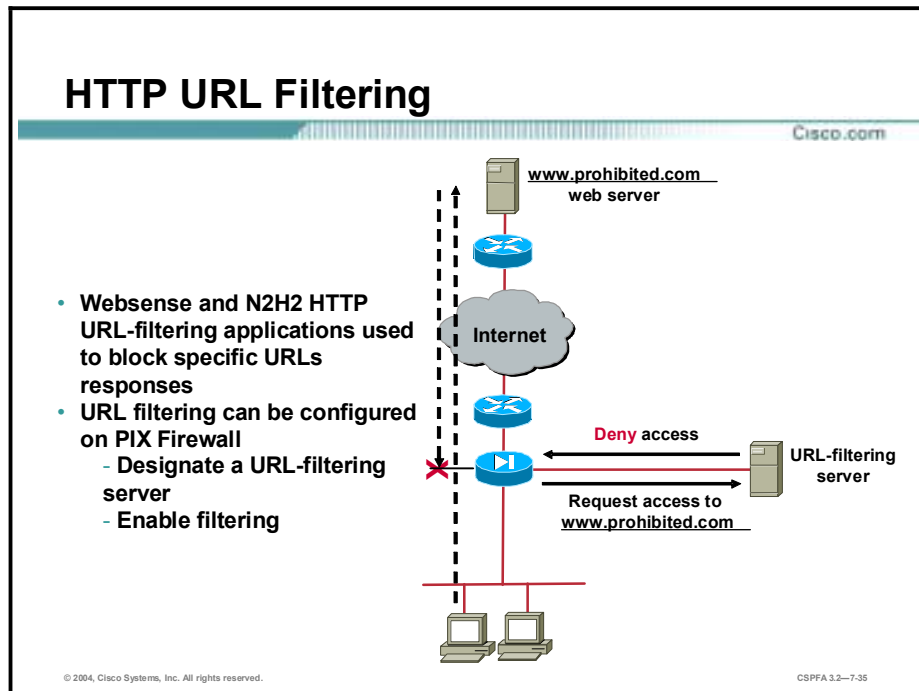 HTTP URL Filtering
Cisco.com
www.prohibited.com
web server
• Websense and N2H2 HTTP
URL-filtering applications used
to block specific URLs
responses
• URL filtering can be configured
on PIX Firewall
- Designate a URL-filtering
server
- Enable filtering
Internet
Deny access
URL-filtering
server
Request access to
www.prohibited.com
© 2004, Cisco Systems, Inc. All rights reserved.
CSPFA 3.2—7-35